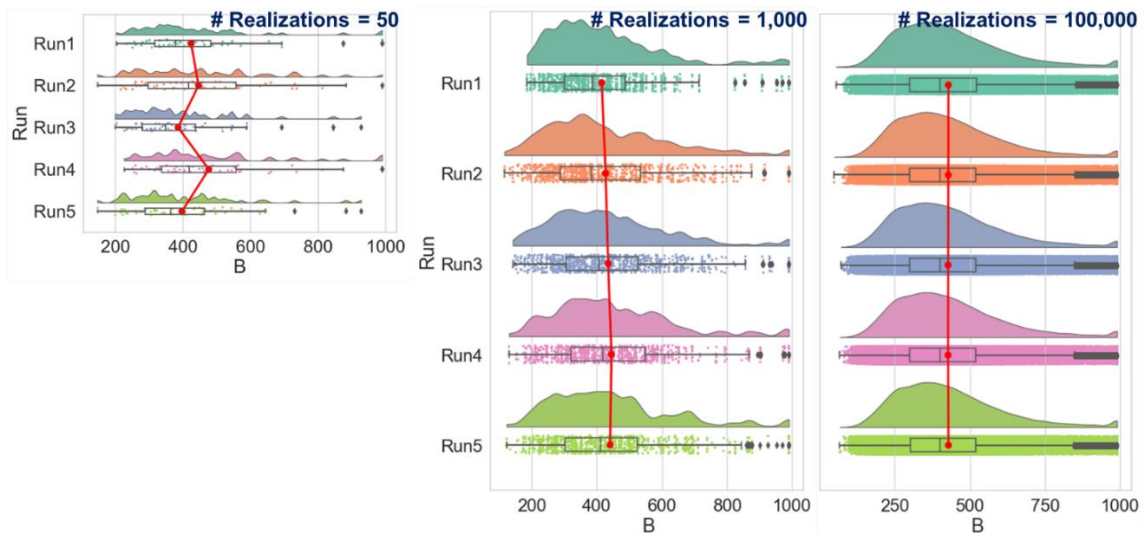 # Realizations = 50
Run1
Run2
Run3
Run4
Run5
Run
200 400 600 800 1000
B
# Realizations = 1,000
Run1
Run2
Run3
Run4
Run5
Run
200 400 600 800 1000
B
# Realizations = 100,000
250 500 750 1000
B